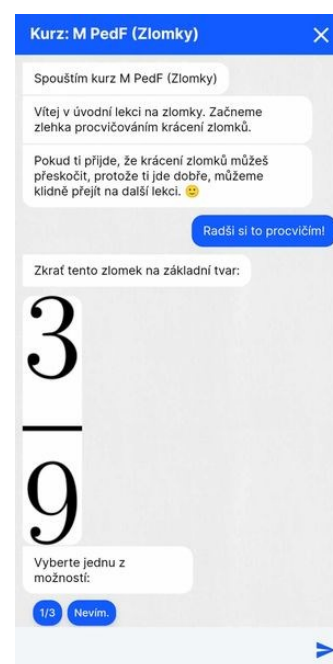 Kurz: M PedF (Zlomky)
Spouštím kurz M PedF (Zlomky)
Vítej v úvodní lekci na zlomky. Začneme
zlehka procvičováním krácení zlomků.
Pokud ti přijde, že krácení zlomků můžeš
přeskočit, protože ti jde dobře, můžeme
klidně přejít na další lekci. 🙂
Radši si to procvičím!
Zkrať tento zlomek na základní tvar:
3
9
Vyberte jednu z
možností:
1/3 Nevím.